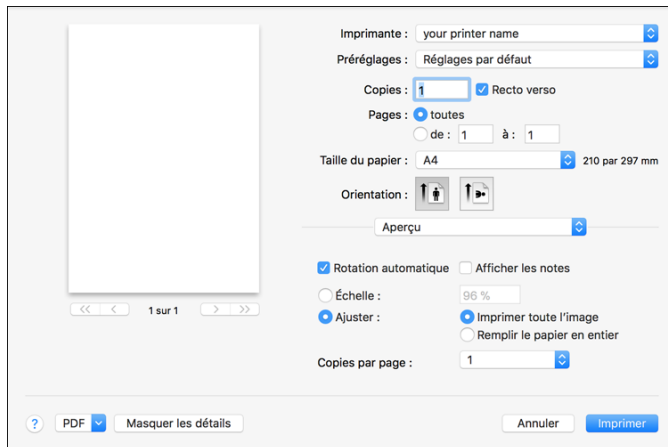 Imprimante : your printer name
Préréglages : Réglages par défaut
Copies : 1 Recto verso
Pages : toutes
de : 1 à : 1
Taille du papier : A4 210 par 297 mm
Orientation :
Aperçu
Rotation automatique Afficher les notes
Échelle : 96 %
Ajuster : Imprimer toute l'image
Remplir le papier en entier
Copies par page : 1
<< < 1 sur 1 > >>
? PDF Masquer les détails Annuler Imprimer